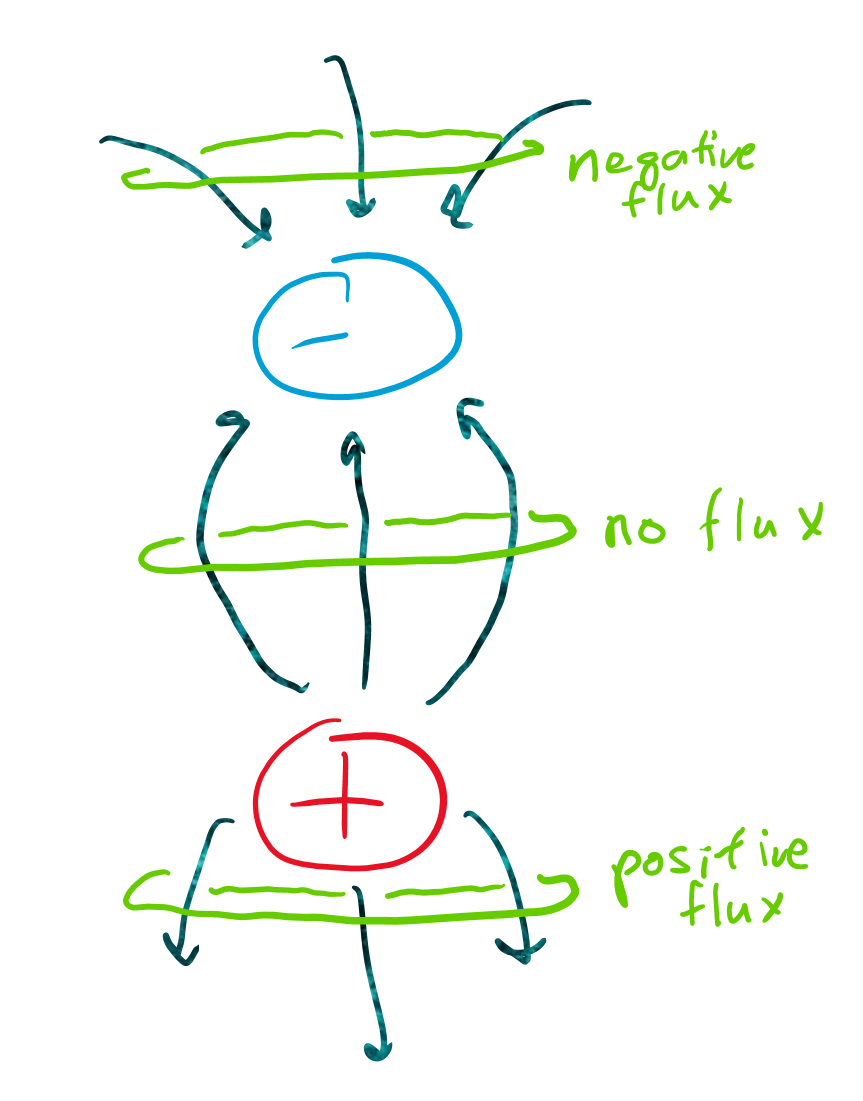 negative
flux
-
no flux
+
positive
flux